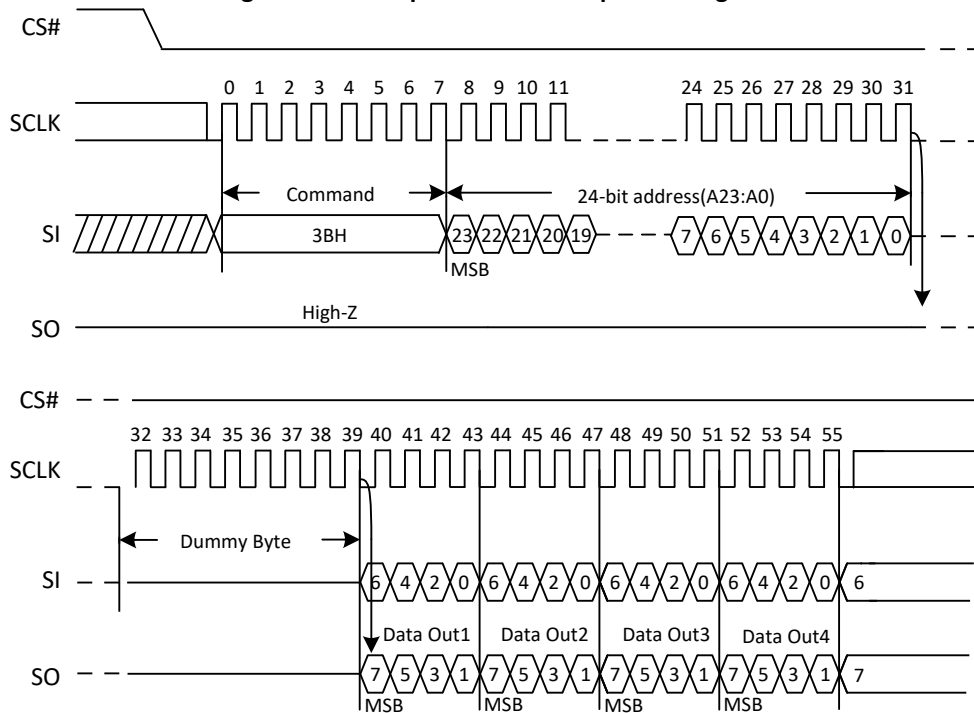 CS#
0 1 2 3 4 5 6 7 8 9 10 11 24 25 26 27 28 29 30 31
SCLK
Command 24-bit address(A23:A0)
SI 3BH 23 22 21 20 19 7 6 5 4 3 2 1 0
MSB
High-Z
SO
CS#
32 33 34 35 36 37 38 39 40 41 42 43 44 45 46 47 48 49 50 51 52 53 54 55
SCLK
Dummy Byte
SI 6 4 2 0 6 4 2 0 6 4 2 0 6 4 2 0 6
Data Out1 Data Out2 Data Out3 Data Out4
SO 7 5 3 1 7 5 3 1 7 5 3 1 7 5 3 1 7
MSB MSB MSB MSB